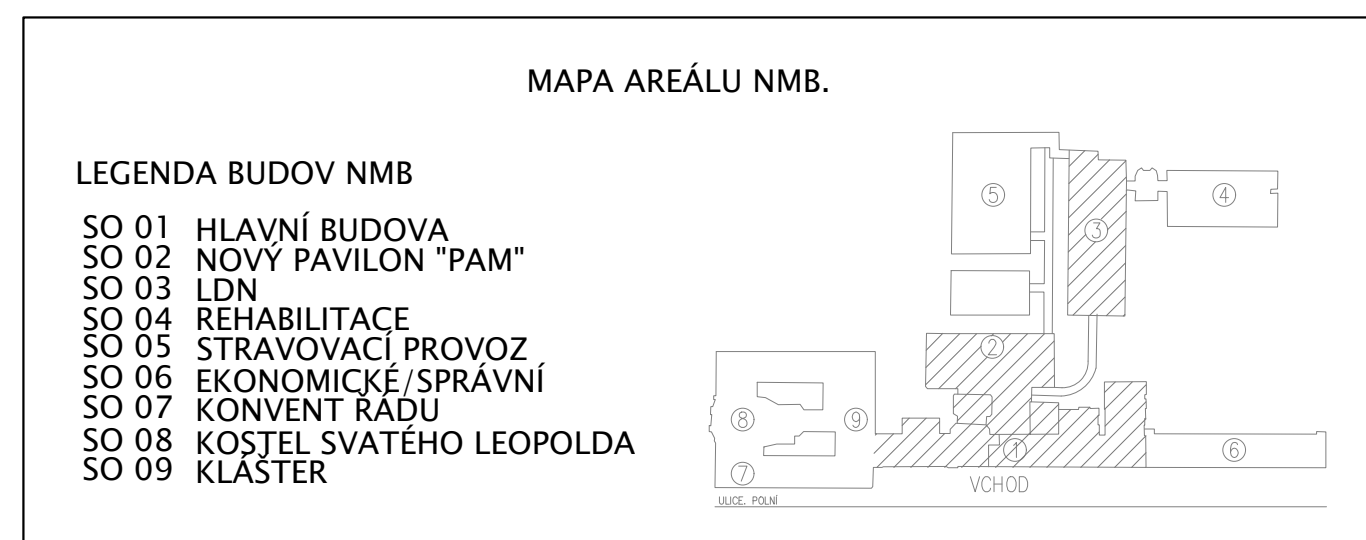 MAPA AREÁLU NMB.
LEGENDA BUDOV NMB
SO 01 HLAVNÍ BUDOVA
SO 02 NOVÝ PAVILON "PAM"
SO 03 LDN
SO 04 REHABILITACE
SO 05 STRAVOVACÍ PROVOZ
SO 06 EKONOMICKÉ/SPRÁVNÍ
SO 07 KONVENT ŘÁDU
SO 08 KOSTEL SVATÉHO LEOPOLDA
SO 09 KLÁŠTER
5
3
4
2
8
9
1
6
7
VCHOD
ULICE. POLNÍ